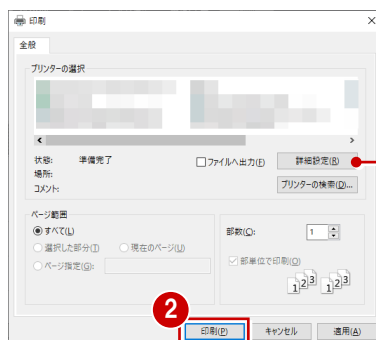 印刷
全般
プリンターの選択
状態: 準備完了
場所:
コメント:
ファイルへ出力(F)
詳細設定(R)
プリンターの検索(D)...
ページ範囲
すべて(L)
選択した部分(T) 現在のページ(U)
ページ指定(G):
部数(C): 1
部単位で印刷(O)
1 2 3 1 2 3
2
印刷(P) キャンセル 適用(A)